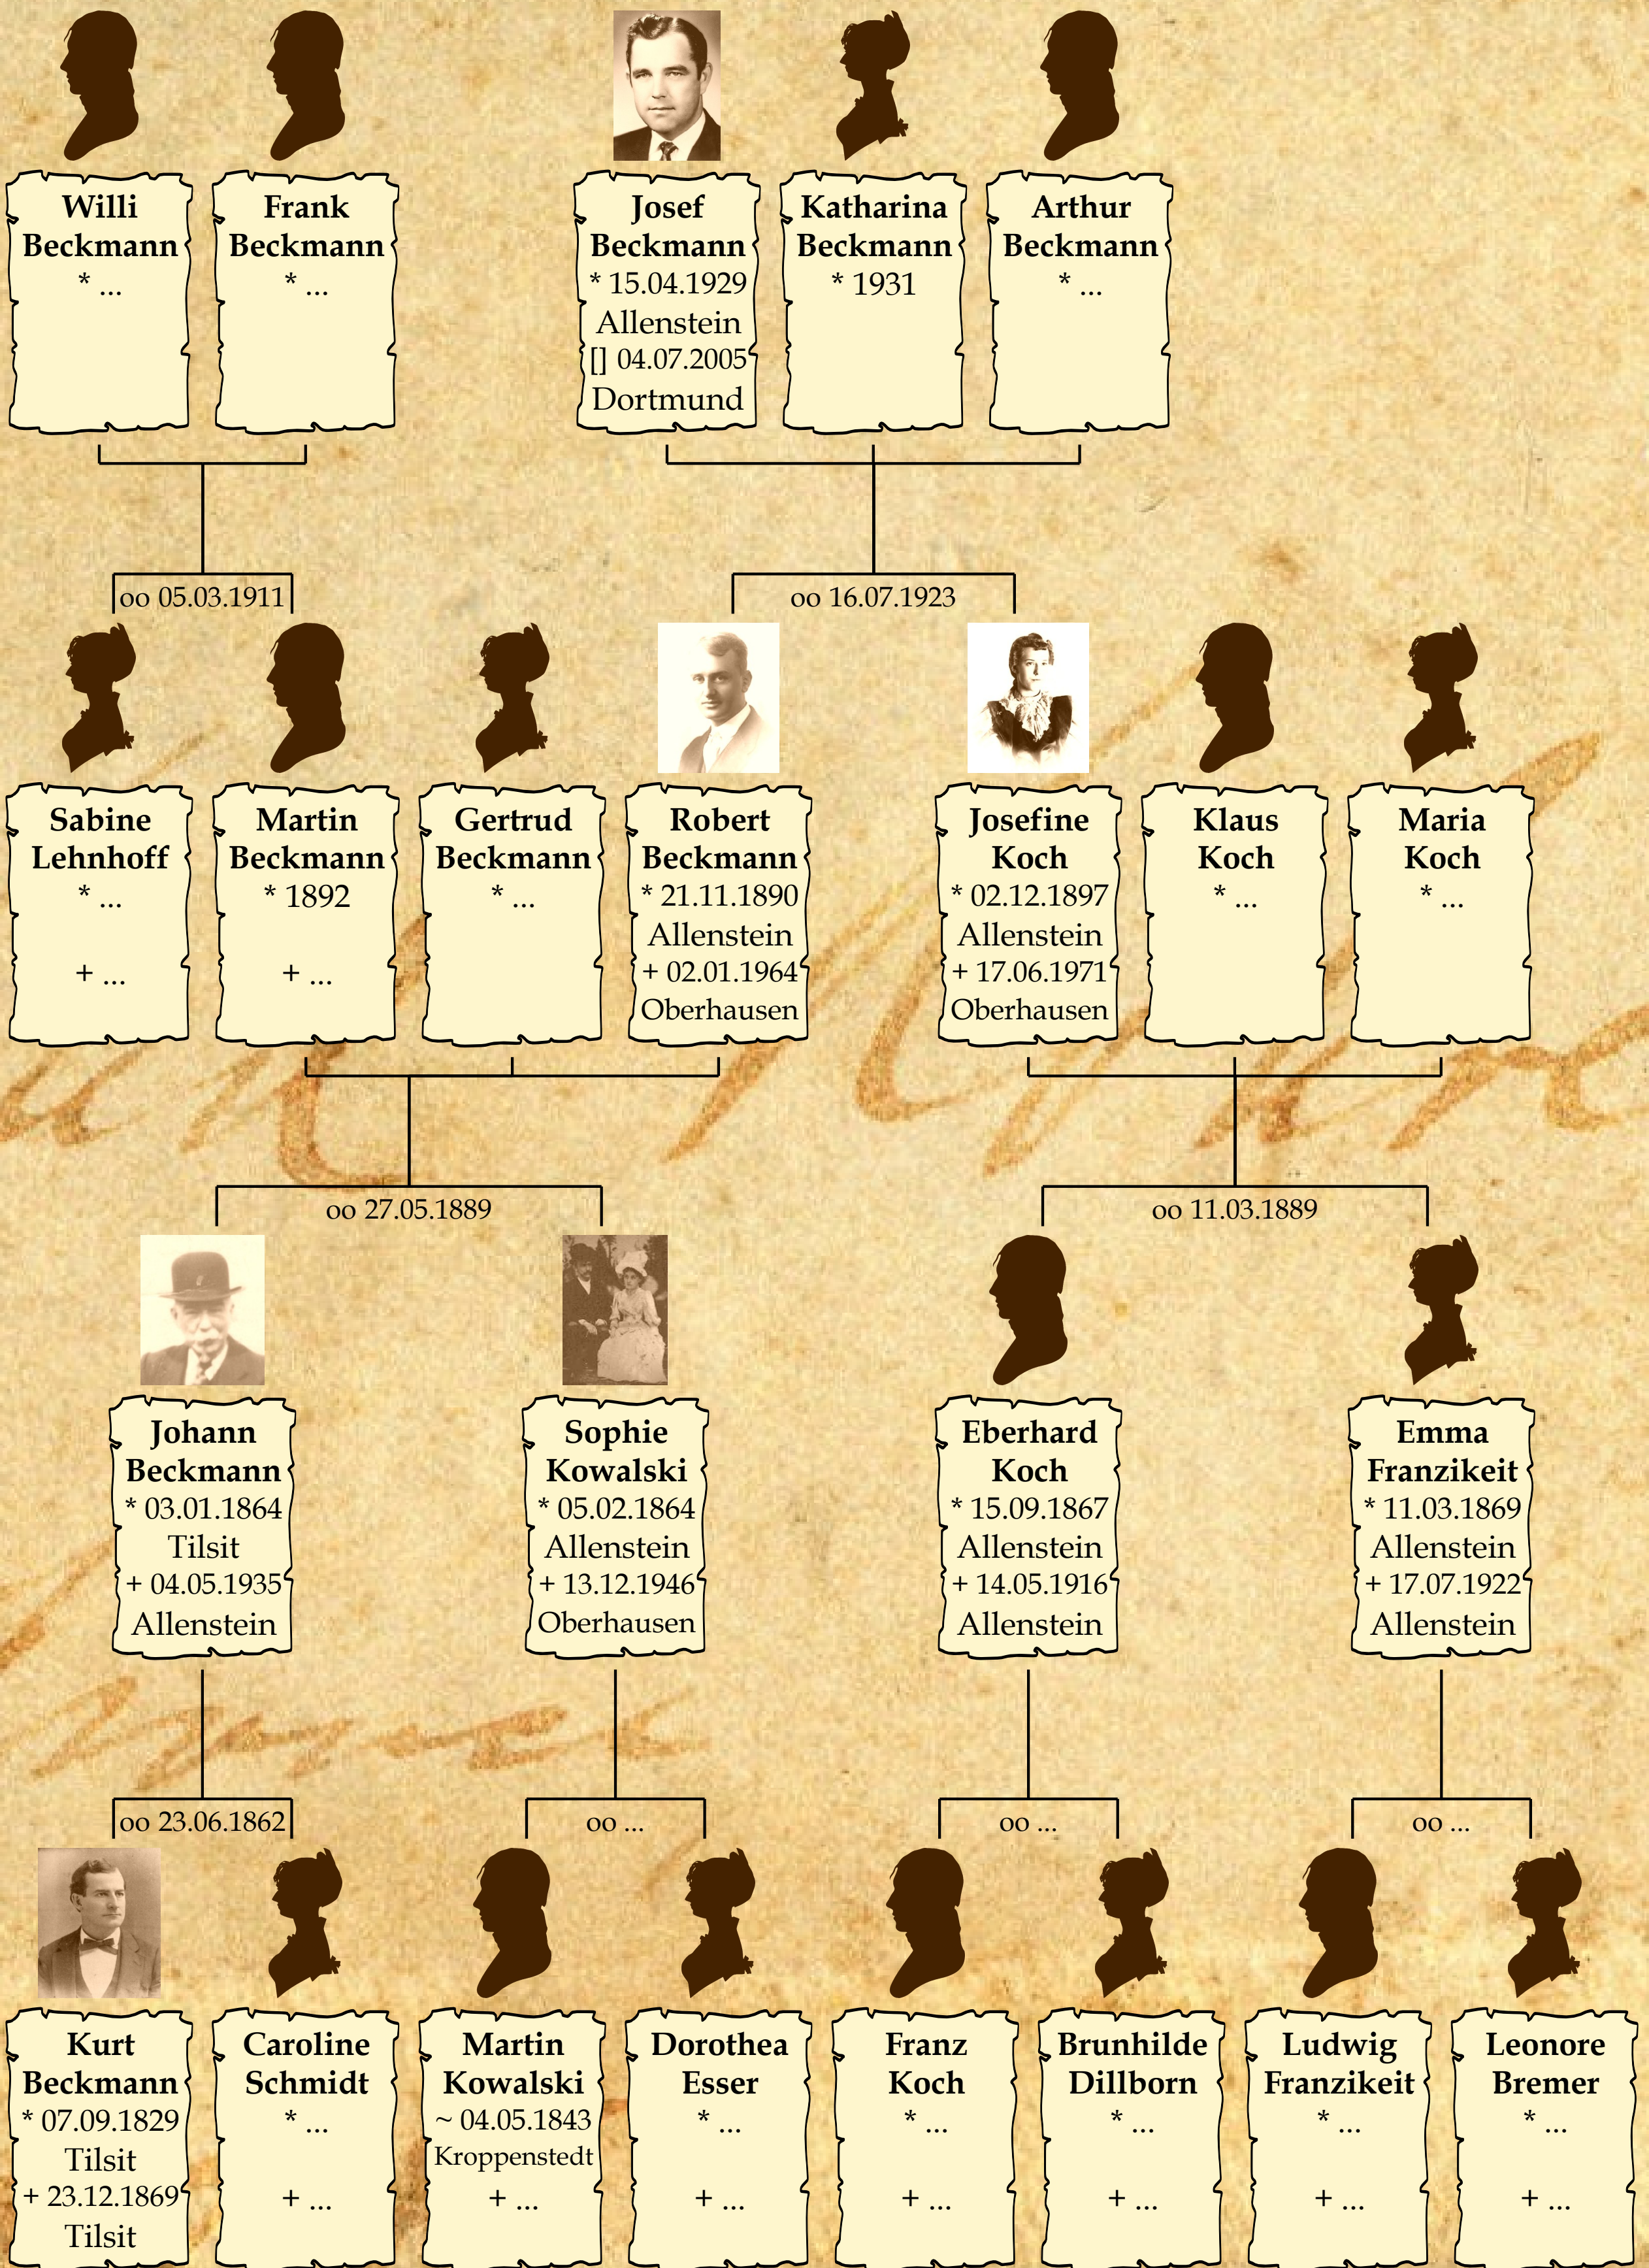 Willi
Beckmann
* ...
Frank
Beckmann
* ...
Josef
Beckmann
* 15.04.1929
Allenstein
[] 04.07.2005
Dortmund
Katharina
Beckmann
* 1931
Arthur
Beckmann
* ...
oo 05.03.1911
oo 16.07.1923
Sabine
Lehnhoff
* ...
+ ...
Martin
Beckmann
* 1892
+ ...
Gertrud
Beckmann
* ...
Robert
Beckmann
* 21.11.1890
Allenstein
+ 02.01.1964
Oberhausen
Josefine
Koch
* 02.12.1897
Allenstein
+ 17.06.1971
Oberhausen
Klaus
Koch
* ...
Maria
Koch
* ...
oo 27.05.1889
oo 11.03.1889
Johann
Beckmann
* 03.01.1864
Tilsit
+ 04.05.1935
Allenstein
Sophie
Kowalski
* 05.02.1864
Allenstein
+ 13.12.1946
Oberhausen
Eberhard
Koch
* 15.09.1867
Allenstein
+ 14.05.1916
Allenstein
Emma
Franzikeit
* 11.03.1869
Allenstein
+ 17.07.1922
Allenstein
oo 23.06.1862
oo ...
oo ...
oo ...
Kurt
Beckmann
* 07.09.1829
Tilsit
+ 23.12.1869
Tilsit
Caroline
Schmidt
* ...
+ ...
Martin
Kowalski
~ 04.05.1843
Kroppenstedt
+ ...
Dorothea
Esser
* ...
+ ...
Franz
Koch
* ...
+ ...
Brunhilde
Dillborn
* ...
+ ...
Ludwig
Franzikeit
* ...
+ ...
Leonore
Bremer
* ...
+ ...